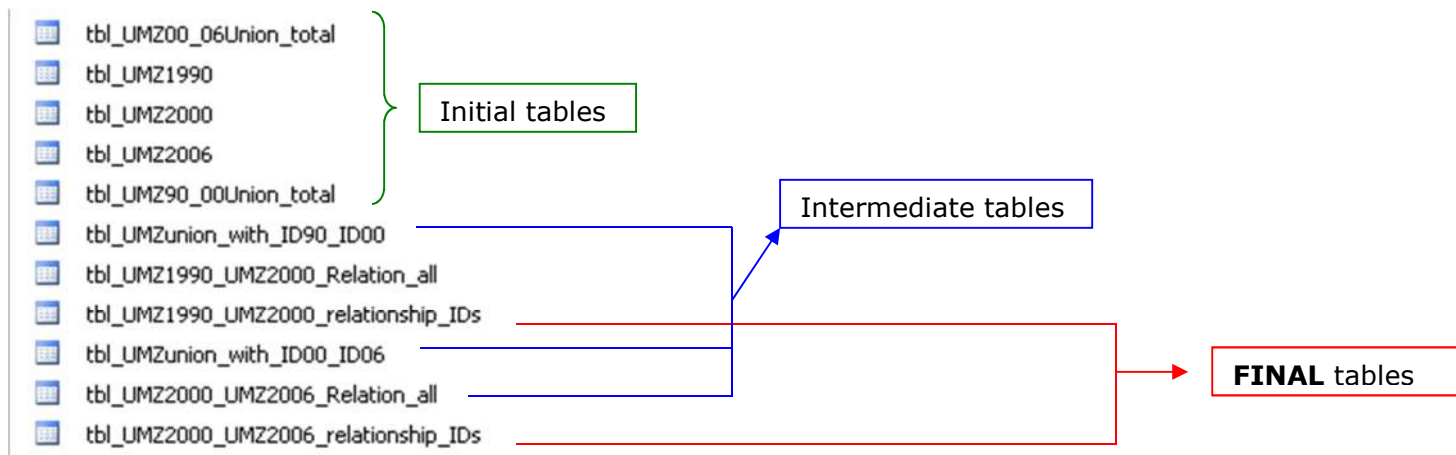 tbl_UMZ00_06Union_total
tbl_UMZ1990
tbl_UMZ2000
tbl_UMZ2006
tbl_UMZ90_00Union_total
tbl_UMZunion_with_ID90_ID00
tbl_UMZ1990_UMZ2000_Relation_all
tbl_UMZ1990_UMZ2000_relationship_IDs
tbl_UMZunion_with_ID00_ID06
tbl_UMZ2000_UMZ2006_Relation_all
tbl_UMZ2000_UMZ2006_relationship_IDs
Initial tables
Intermediate tables
FINAL tables